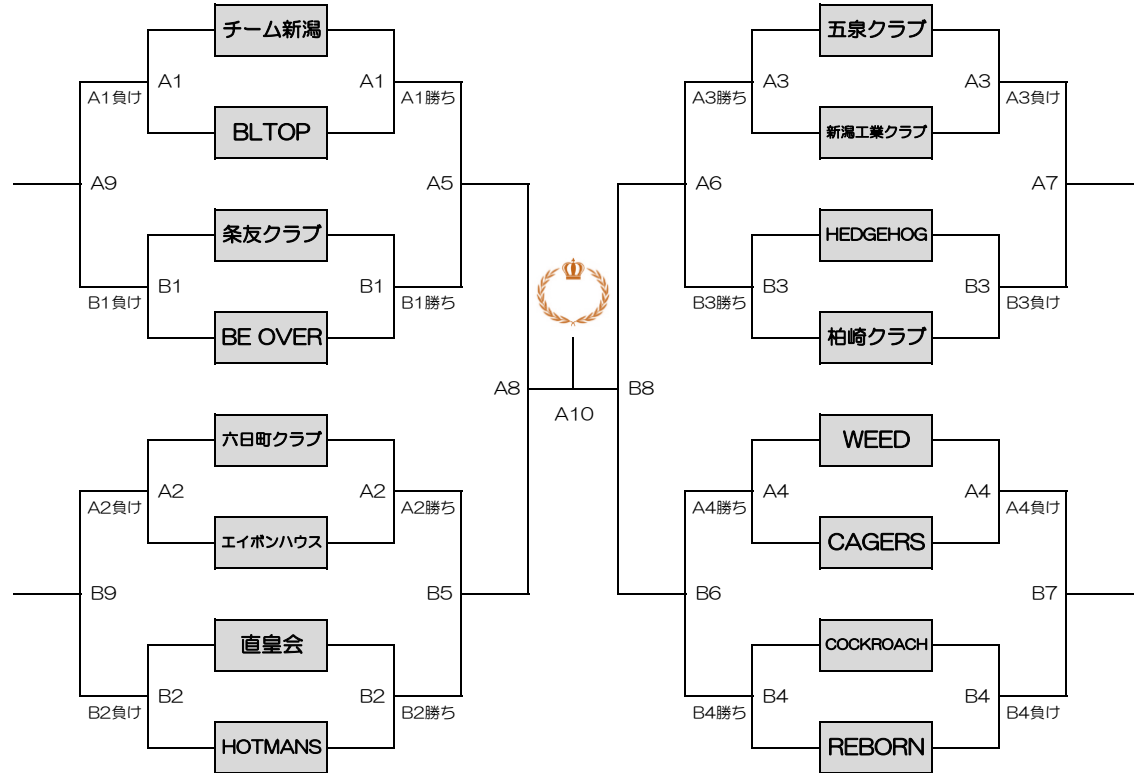 チーム新潟
A1
A1
A1負け
A1勝ち
BLTOP
A9
A5
条友クラブ
B1
B1
B1負け
B1勝ち
BE OVER
六日町クラブ
A2
A2
A2負け
A2勝ち
エイボンハウス
B9
B5
直皇会
B2
B2
B2負け
B2勝ち
HOTMANS
A8
A10
B8
五泉クラブ
A3
A3
A3勝ち
A3負け
新潟工業クラブ
A6
A7
HEDGEHOG
B3
B3
B3勝ち
B3負け
柏崎クラブ
WEED
A4
A4
A4勝ち
A4負け
CAGERS
B6
B7
COCKROACH
B4
B4
B4勝ち
B4負け
REBORN